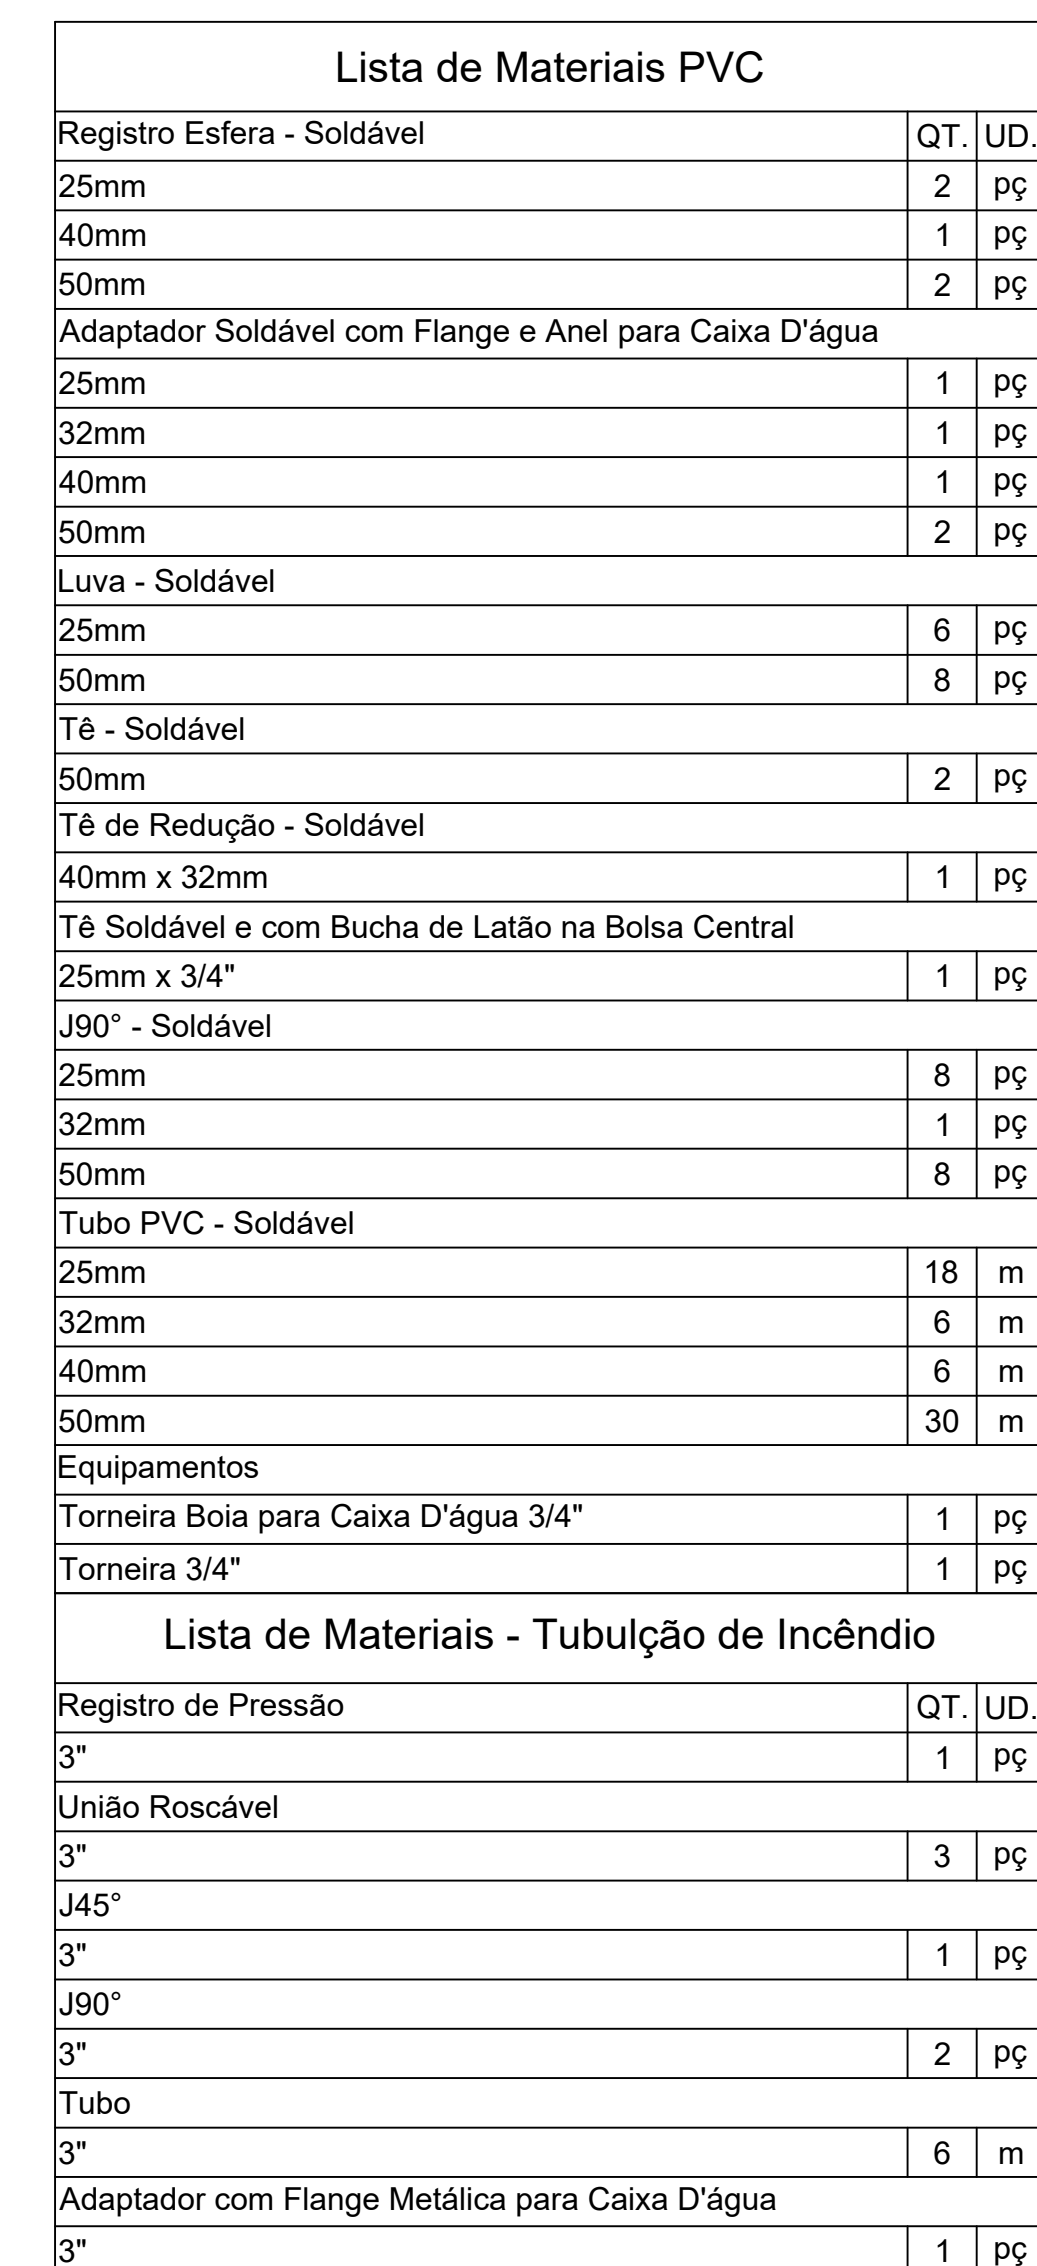 Lista de Materiais PVC
Registro Esfera - Soldável QT. UD.
25mm 2 pç
40mm 1 pç
50mm 2 pç
Adaptador Soldável com Flange e Anel para Caixa D'água
25mm 1 pç
32mm 1 pç
40mm 1 pç
50mm 2 pç
Luva - Soldável
25mm 6 pç
50mm 8 pç
Tê - Soldável
50mm 2 pç
Tê de Redução - Soldável
40mm x 32mm 1 pç
Tê Soldável e com Bucha de Latão na Bolsa Central
25mm x 3/4" 1 pç
J90° - Soldável
25mm 8 pç
32mm 1 pç
50mm 8 pç
Tubo PVC - Soldável
25mm 18 m
32mm 6 m
40mm 6 m
50mm 30 m
Equipamentos
Torneira Boia para Caixa D'água 3/4" 1 pç
Torneira 3/4" 1 pç
Lista de Materiais - Tubulção de Incêndio
Registro de Pressão QT. UD.
3" 1 pç
União Roscável
3" 3 pç
J45°
3" 1 pç
J90°
3" 2 pç
Tubo
3" 6 m
Adaptador com Flange Metálica para Caixa D'água
3" 1 pç